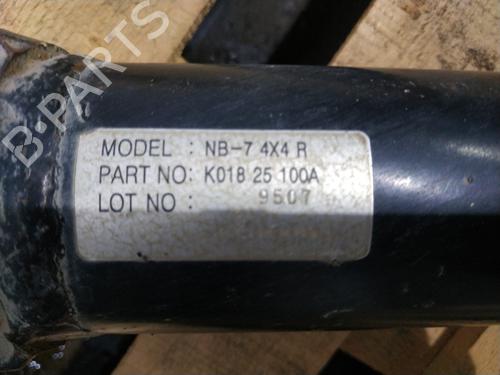 B-PARTS
MODEL : NB-7 4X4 R
PART NO: K018 25 100A
LOT NO : 9507